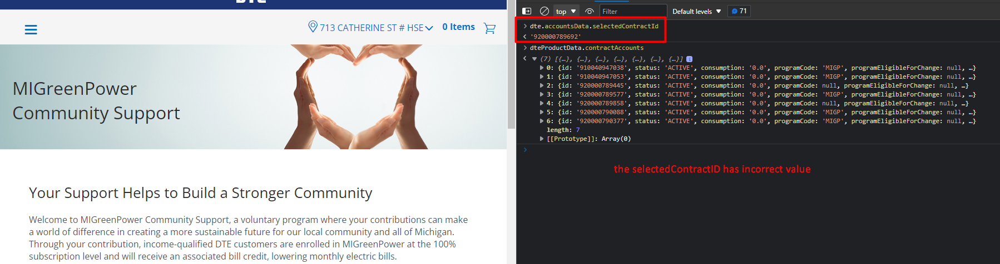 713 CATHERINE ST # HSE
0 Items
MIGreenPower
Community Support
Your Support Helps to Build a Stronger Community
Welcome to MIGreenPower Community Support, a voluntary program where your contributions can make
a world of difference in creating a more sustainable future for our local community and all of Michigan.
Through your contribution, income-qualified DTE customers are enrolled in MIGreenPower at the 100%
subscription level and will receive an associated bill credit, lowering monthly electric bills.
top
Filter
Default levels
71
dte.accountsData.selectedContractId
'920000789692'
dteProductData.contractAccounts
(7) [{…}, {…}, {…}, {…}, {…}, {…}, {…}] i
0: {id: '910040947038', status: 'ACTIVE', consumption: '0.0', programCode: 'MIGP', programEligibleForChange: null, …}
1: {id: '910040947053', status: 'ACTIVE', consumption: '0.0', programCode: 'MIGP', programEligibleForChange: null, …}
2: {id: '920000789445', status: 'ACTIVE', consumption: '0.0', programCode: null, programEligibleForChange: null, …}
3: {id: '920000789577', status: 'ACTIVE', consumption: '0.0', programCode: 'MIGP', programEligibleForChange: null, …}
4: {id: '920000789858', status: 'ACTIVE', consumption: '0.0', programCode: null, programEligibleForChange: null, …}
5: {id: '920000790088', status: 'ACTIVE', consumption: '0.0', programCode: 'MIGP', programEligibleForChange: null, …}
6: {id: '920000790377', status: 'ACTIVE', consumption: '0.0', programCode: 'MIGP', programEligibleForChange: null, …}
length: 7
[[Prototype]]: Array(0)
the selectedContractID has incorrect value